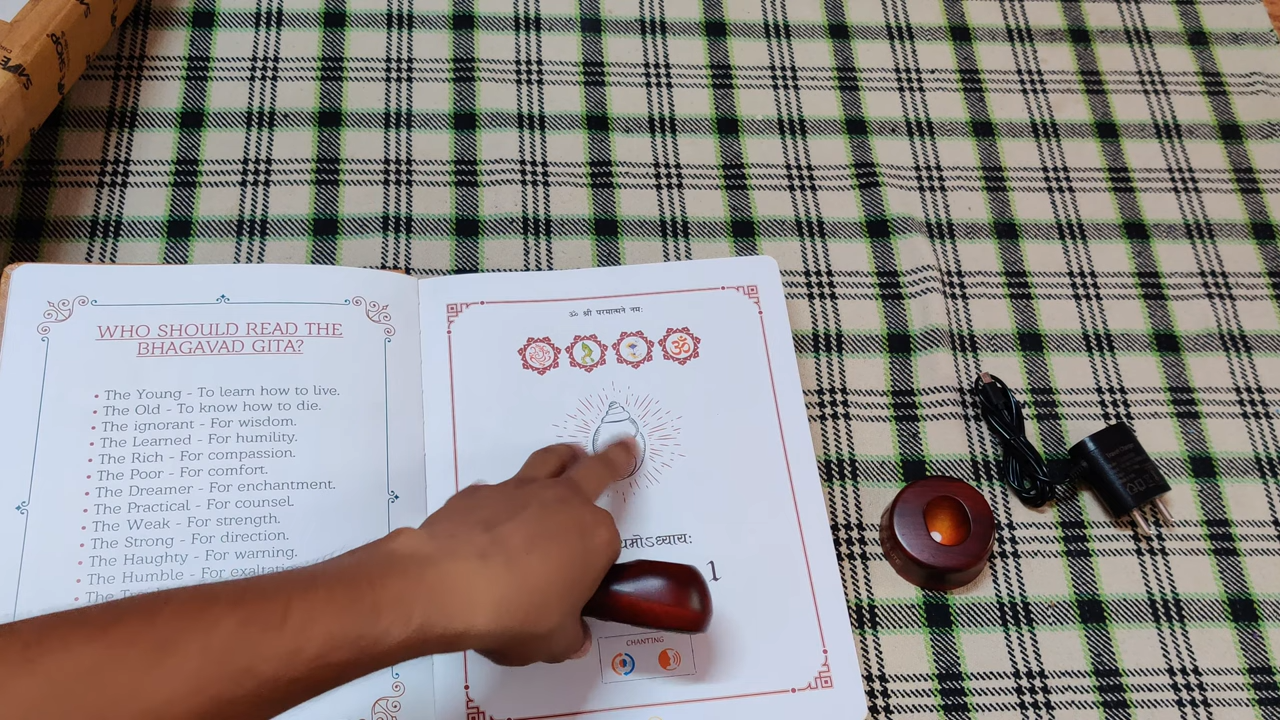 WHO SHOULD READ THE
BHAGAVAD GITA?
• The Young - To learn how to live.
• The Old - To know how to die.
• The ignorant - For wisdom.
• The Learned - For humility.
• The Rich - For compassion.
• The Poor - For comfort.
• The Dreamer - For enchantment.
• The Practical - For counsel.
• The Weak - For strength.
• The Strong - For direction.
• The Haughty - For warning.
• The Humble - For exaltatio
• The
ॐ श्री परमात्मने नमः
ॐ
यमोऽध्यायः
1
CHANTING